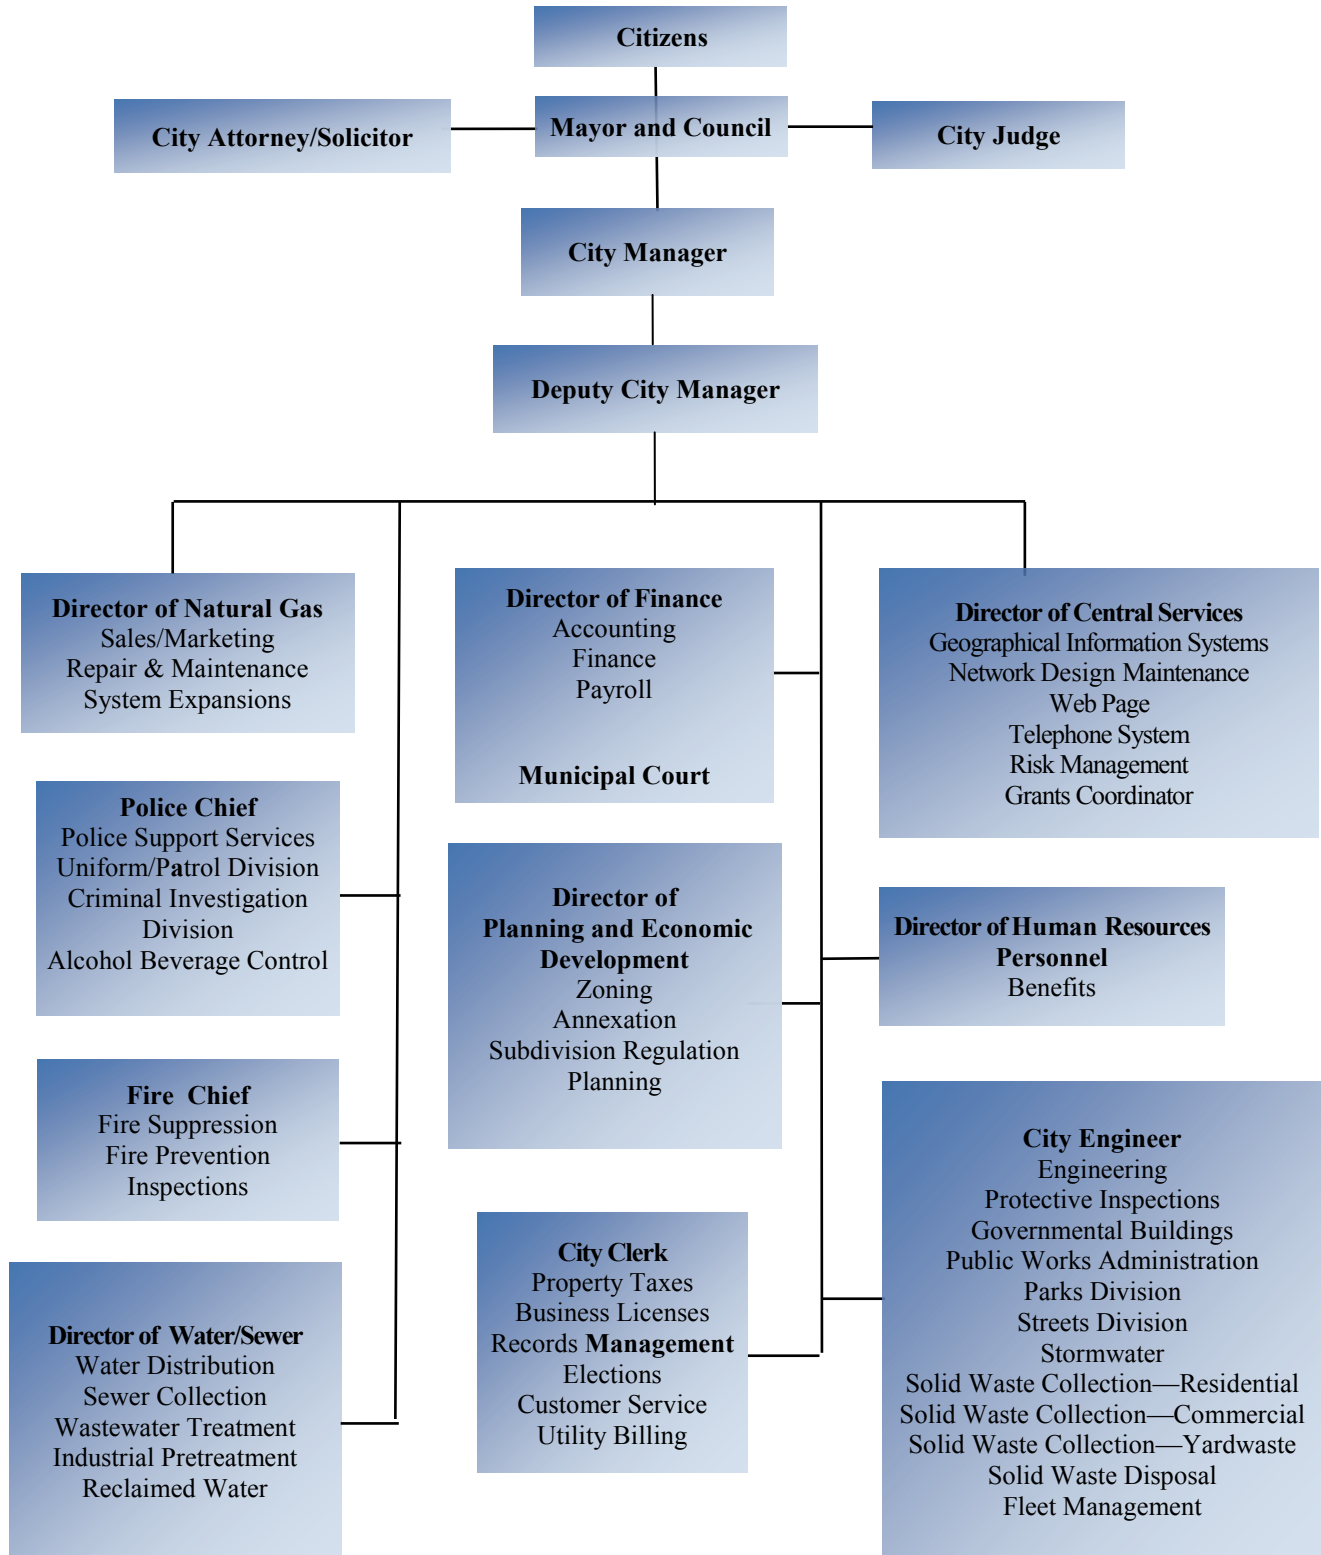 Citizens
City Attorney/Solicitor
Mayor and Council
City Judge
City Manager
Deputy City Manager
Director of Natural Gas
Sales/Marketing
Repair & Maintenance
System Expansions
Police Chief
Police Support Services
Uniform/Patrol Division
Criminal Investigation
Division
Alcohol Beverage Control
Fire Chief
Fire Suppression
Fire Prevention
Inspections
Director of Water/Sewer
Water Distribution
Sewer Collection
Wastewater Treatment
Industrial Pretreatment
Reclaimed Water
Director of Finance
Accounting
Finance
Payroll
Municipal Court
Director of
Planning and Economic
Development
Zoning
Annexation
Subdivision Regulation
Planning
City Clerk
Property Taxes
Business Licenses
Records Management
Elections
Customer Service
Utility Billing
Director of Central Services
Geographical Information Systems
Network Design Maintenance
Web Page
Telephone System
Risk Management
Grants Coordinator
Director of Human Resources
Personnel
Benefits
City Engineer
Engineering
Protective Inspections
Governmental Buildings
Public Works Administration
Parks Division
Streets Division
Stormwater
Solid Waste Collection—Residential
Solid Waste Collection—Commercial
Solid Waste Collection—Yardwaste
Solid Waste Disposal
Fleet Management